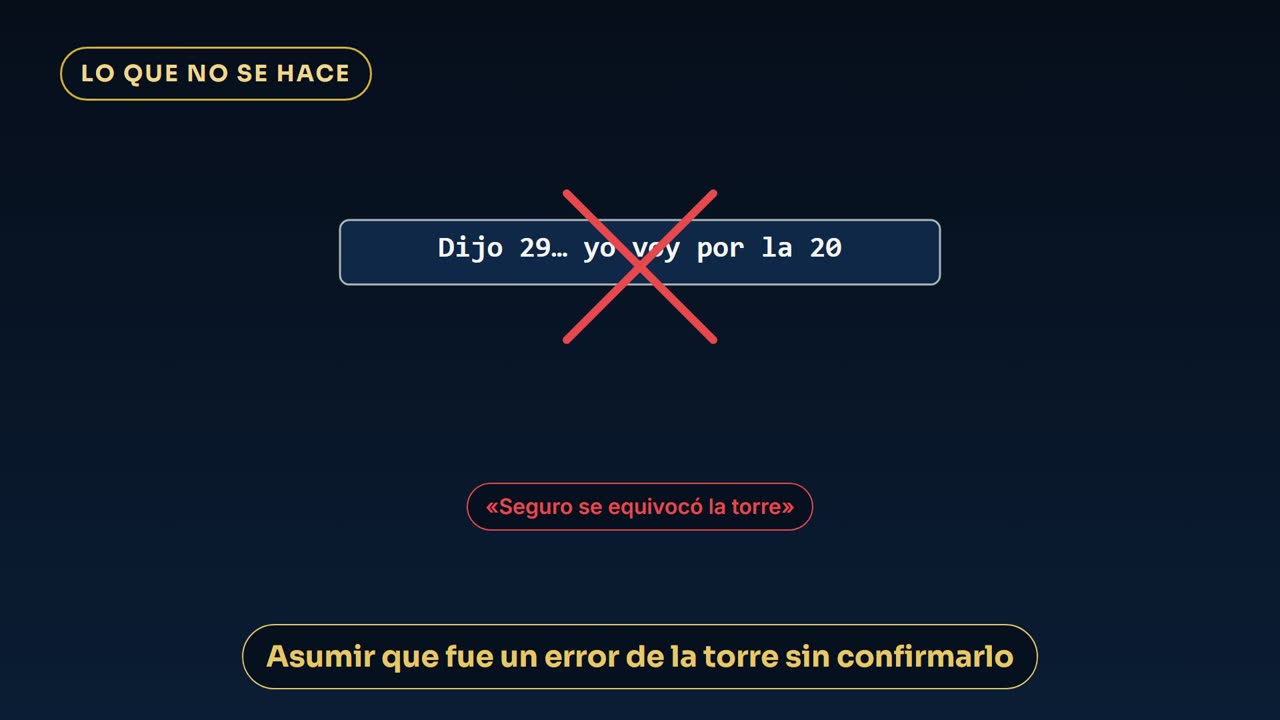 LO QUE NO SE HACE
Dijo 29… yo voy por la 20
«Seguro se equivocó la torre»
Asumir que fue un error de la torre sin confirmarlo